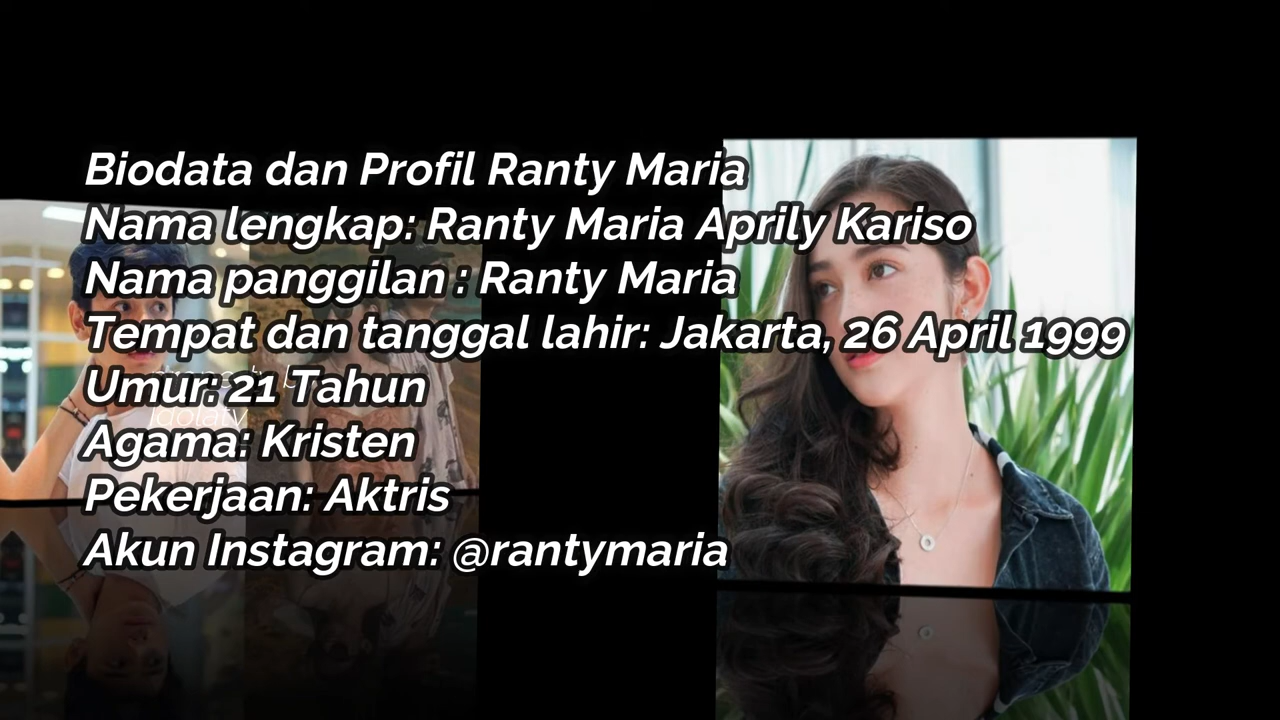 Biodata dan Profil Ranty Maria
Nama lengkap: Ranty Maria Aprily Kariso
Nama panggilan : Ranty Maria
Tempat dan tanggal lahir: Jakarta, 26 April 1999
Umur: 21 Tahun
Agama: Kristen
Pekerjaan: Aktris
Akun Instagram: @rantymaria